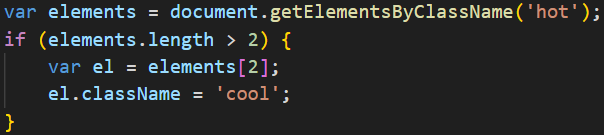 var elements = document.getElementsByClassName('hot');
if (elements.length > 2) {
    var el = elements[2];
    el.className = 'cool';
}